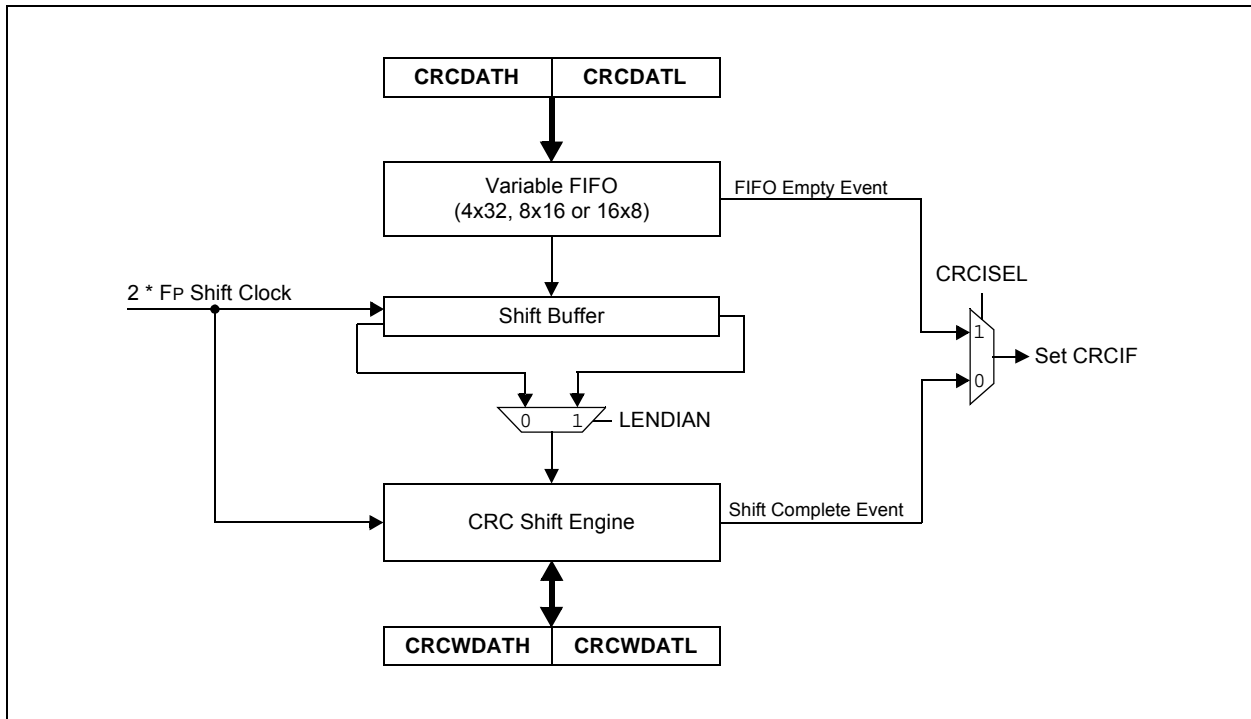 CRCDATH CRCDATL
Variable FIFO
(4x32, 8x16 or 16x8)
FIFO Empty Event
CRCISEL
2 * FP Shift Clock
Shift Buffer
1
Set CRCIF
0
0 1
LENDIAN
CRC Shift Engine
Shift Complete Event
CRCWDATH CRCWDATL